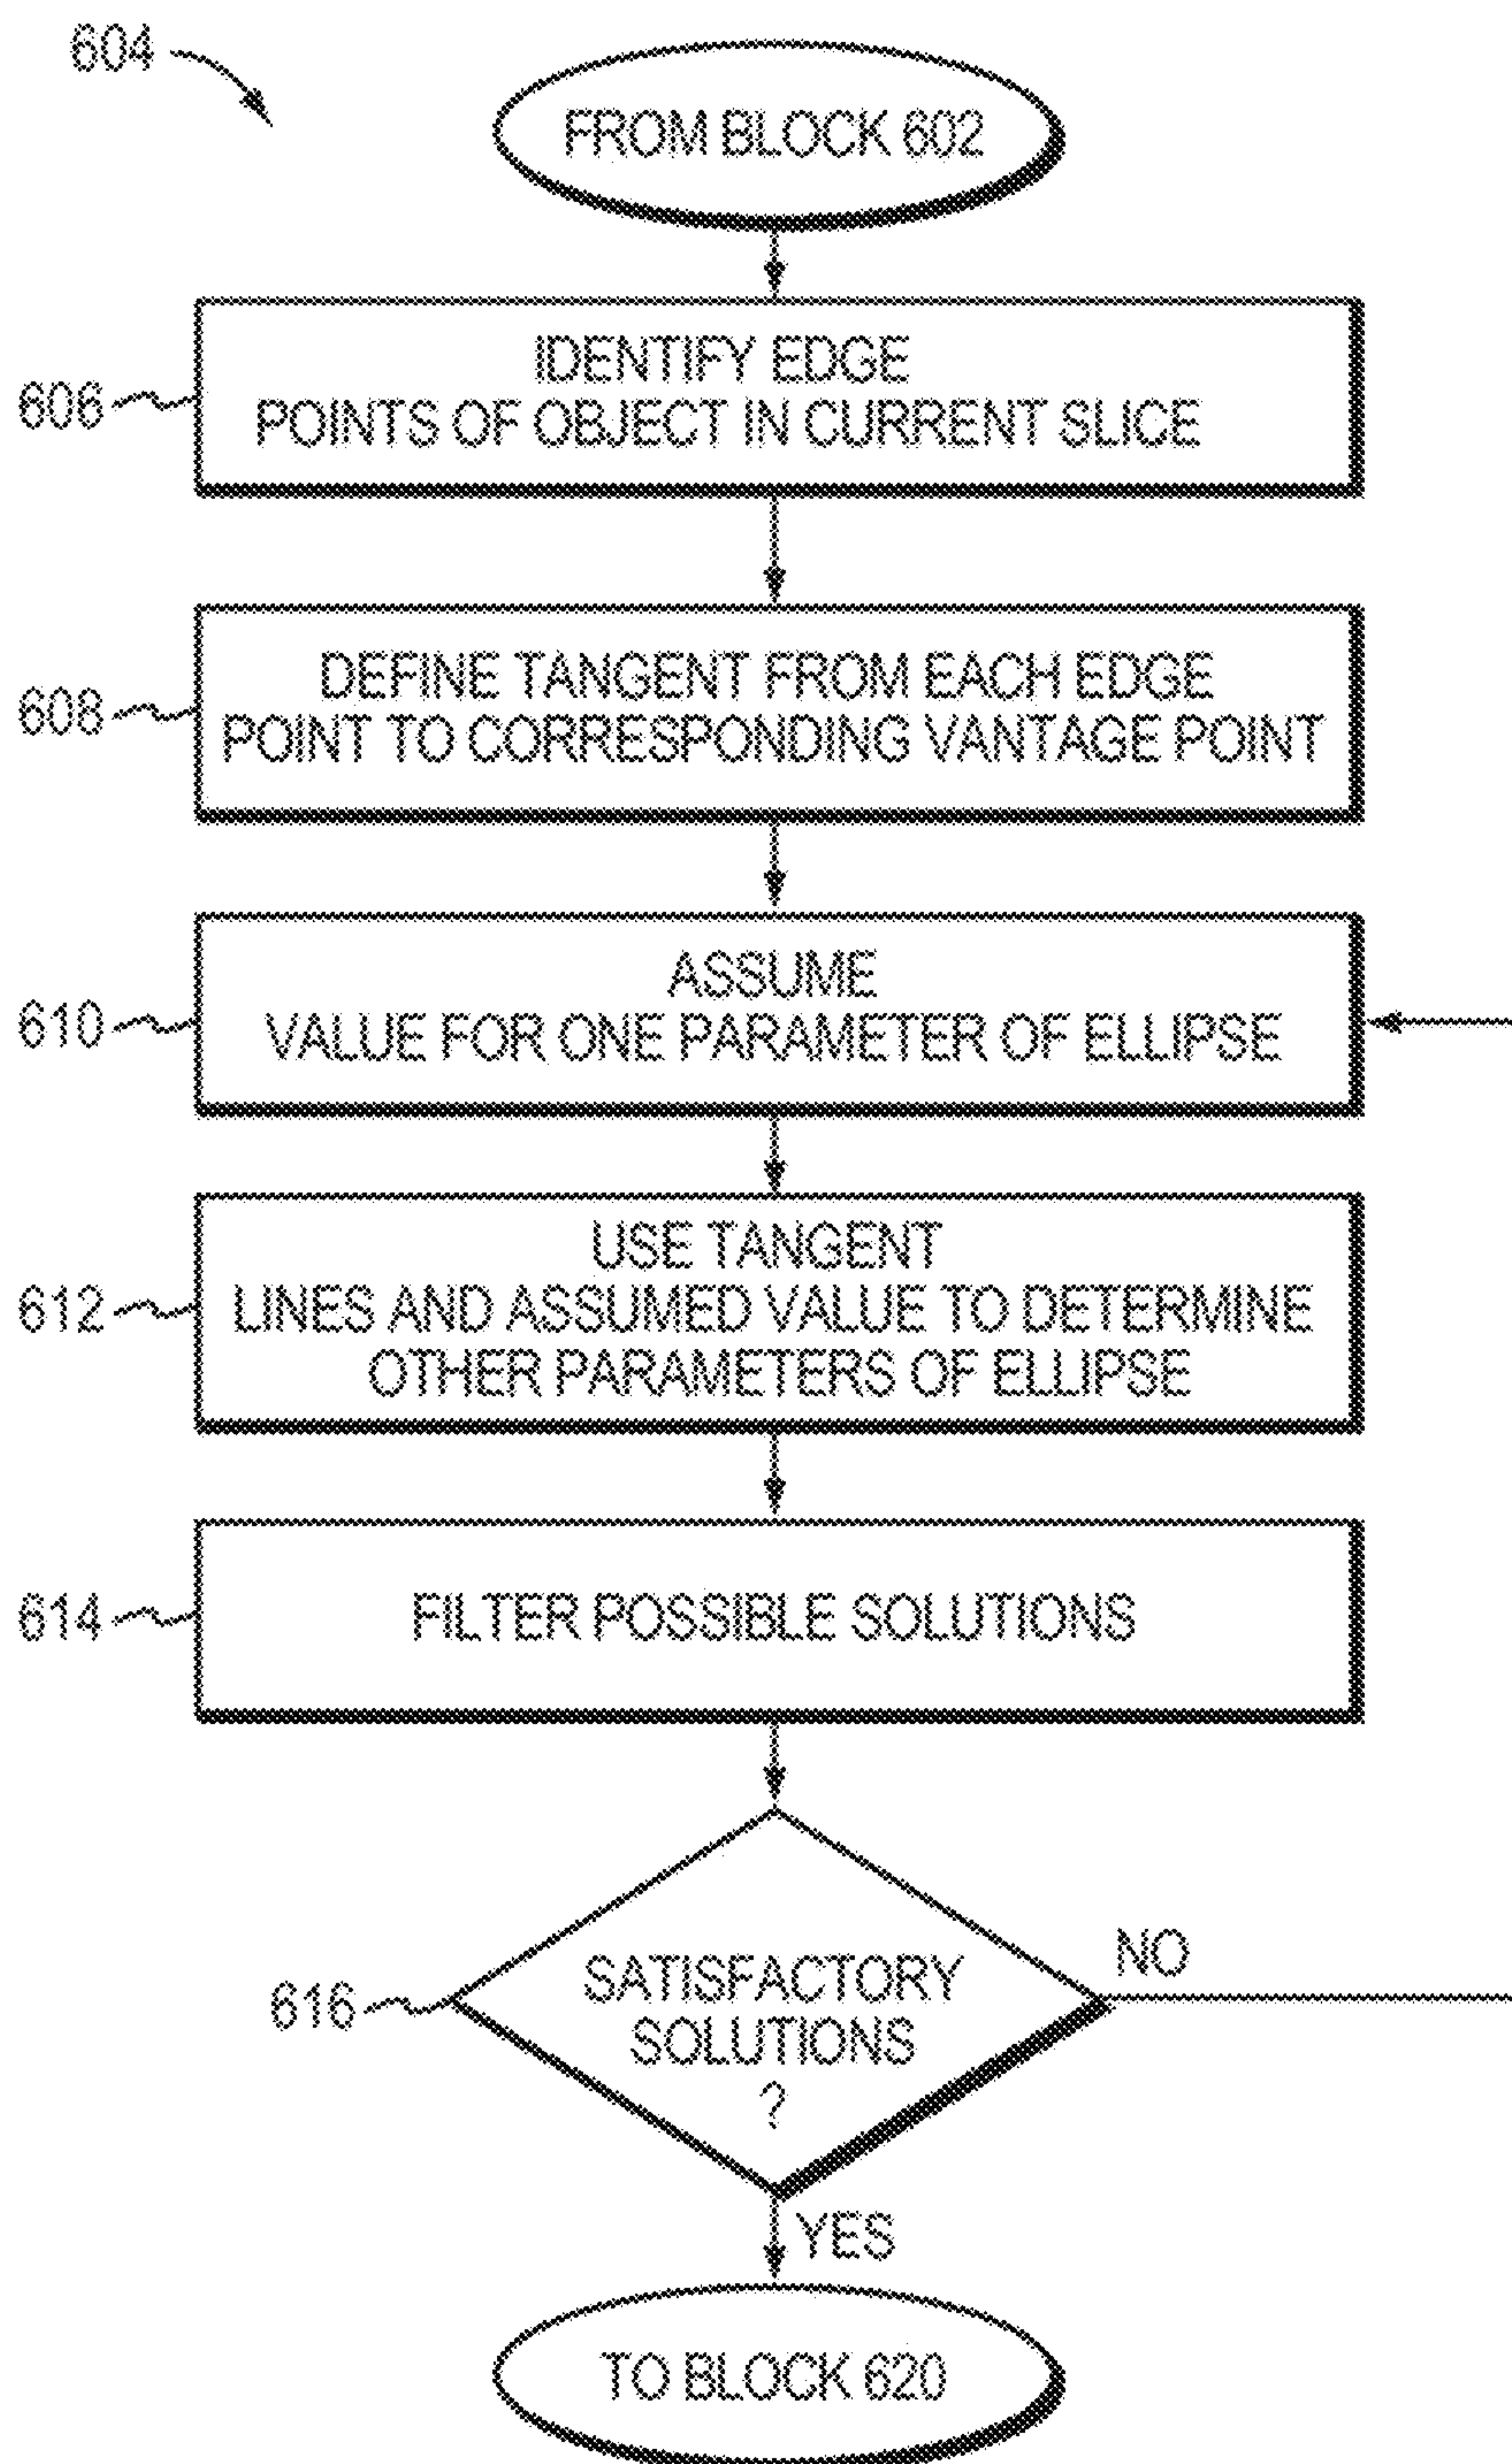 604
FROM BLOCK 602
606
IDENTIFY EDGE
POINTS OF OBJECT IN CURRENT SLICE
608
DEFINE TANGENT FROM EACH EDGE
POINT TO CORRESPONDING VANTAGE POINT
610
ASSUME
VALUE FOR ONE PARAMETER OF ELLIPSE
612
USE TANGENT
LINES AND ASSUMED VALUE TO DETERMINE
OTHER PARAMETERS OF ELLIPSE
614
FILTER POSSIBLE SOLUTIONS
616
SATISFACTORY
SOLUTIONS
?
NO
YES
TO BLOCK 620